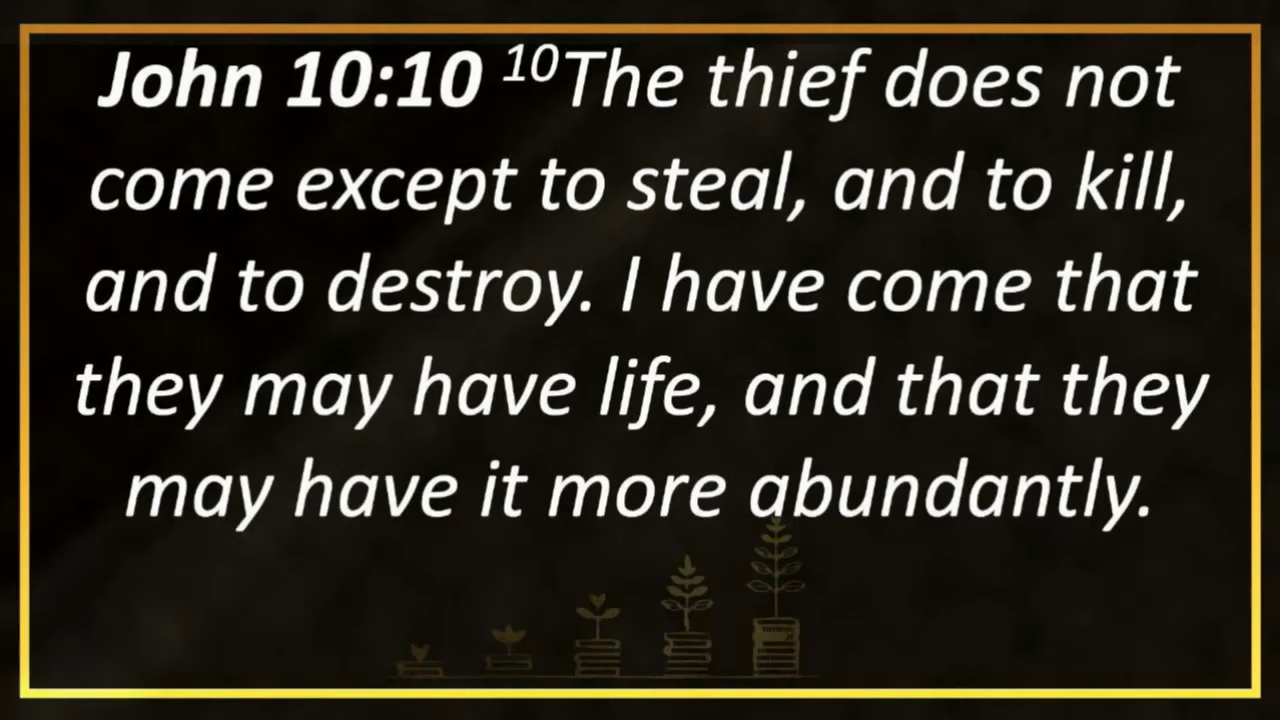 John 10:10 ¹⁰The thief does not
come except to steal, and to kill,
and to destroy. I have come that
they may have life, and that they
may have it more abundantly.